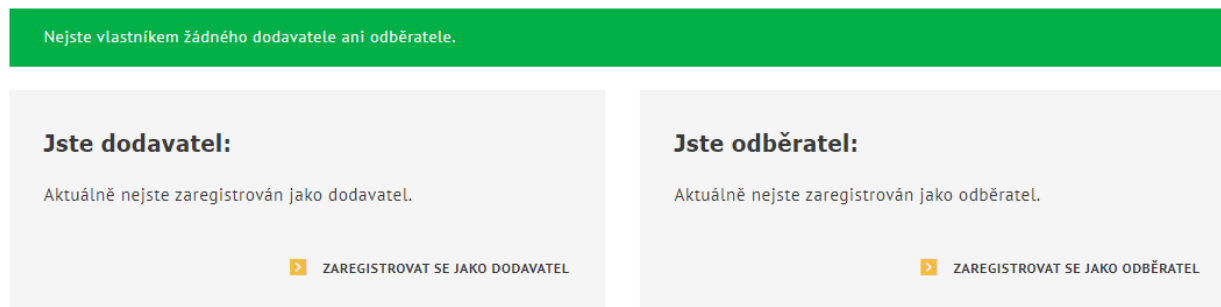 Nejste vlastníkem žádného dodavatele ani odběratele.
Jste dodavatel:
Aktuálně nejste zaregistrován jako dodavatel.
ZAREGISTROVAT SE JAKO DODAVATEL
Jste odběratel:
Aktuálně nejste zaregistrován jako odběratel.
ZAREGISTROVAT SE JAKO ODBĚRATEL